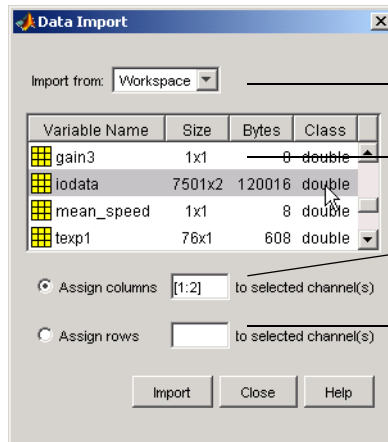 Data Import
Import from: Workspace
Variable Name Size Bytes Class
gain3 1x1 8 double
iodata 7501x2 120016 double
mean_speed 1x1 8 double
texp1 76x1 608 double
Assign columns [1:2] to selected channel(s)
Assign rows to selected channel(s)
Import Close Help